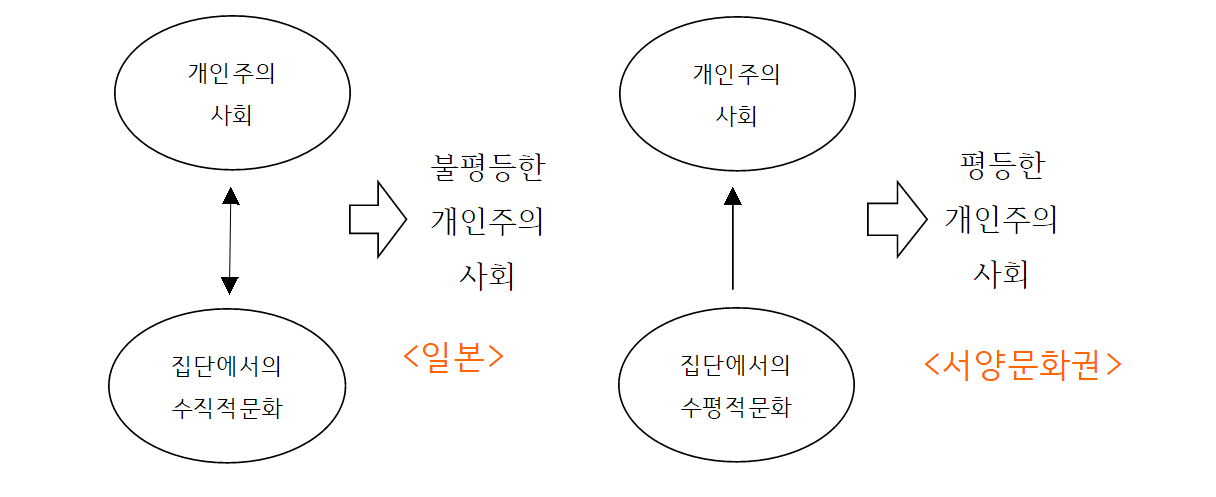 개인주의
사회
불평등한
개인주의
사회
집단에서의
수직적문화
<일본>
개인주의
사회
평등한
개인주의
사회
집단에서의
수평적문화
<서양문화권>